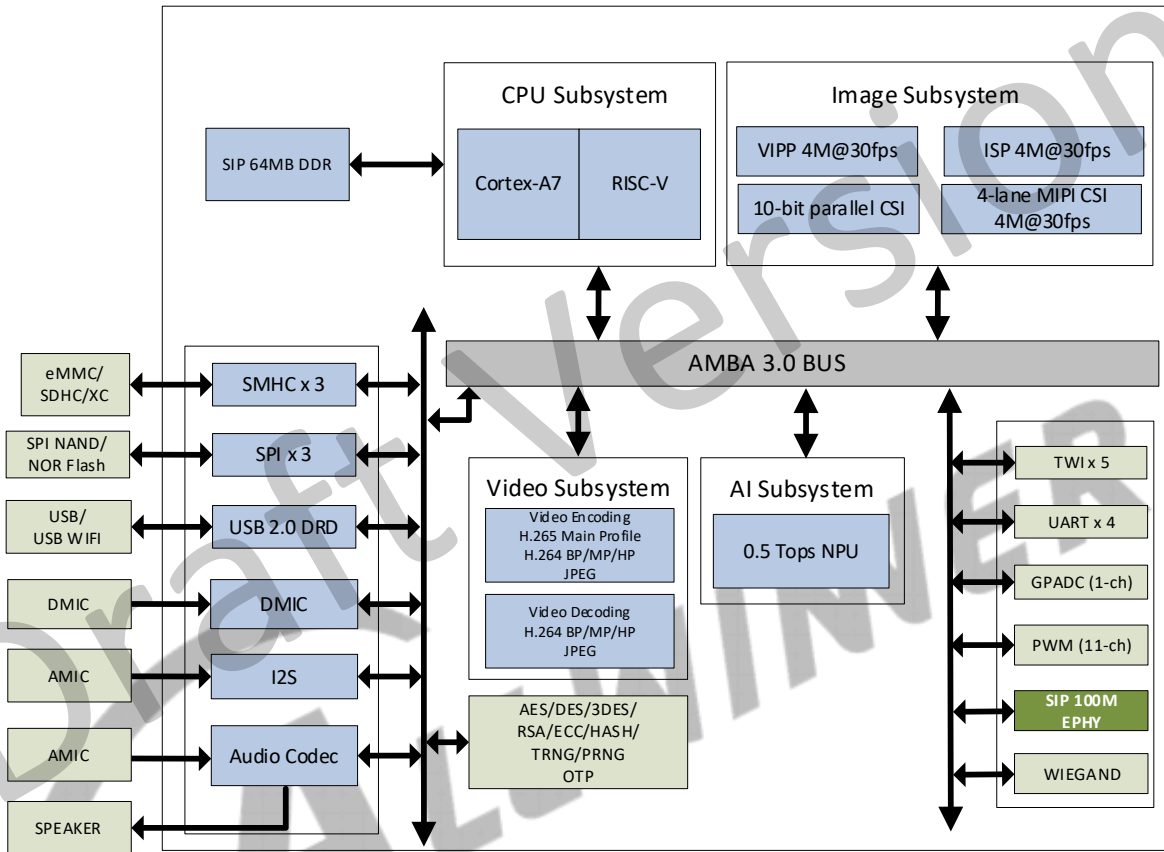 CPU Subsystem
Image Subsystem
SIP 64MB DDR
Cortex-A7
RISC-V
VIPP 4M@30fps
ISP 4M@30fps
10-bit parallel CSI
4-lane MIPI CSI
4M@30fps
AMBA 3.0 BUS
eMMC/
SDHC/XC
SMHC x 3
SPI NAND/
NOR Flash
SPI x 3
USB/
USB WIFI
USB 2.0 DRD
DMIC
DMIC
AMIC
I2S
AMIC
Audio Codec
SPEAKER
Video Subsystem
Video Encoding
H.265 Main Profile
H.264 BP/MP/HP
JPEG
Video Decoding
H.264 BP/MP/HP
JPEG
AES/DES/3DES/
RSA/ECC/HASH/
TRNG/PRNG
OTP
AI Subsystem
0.5 Tops NPU
TWI x 5
UART x 4
GPADC (1-ch)
PWM (11-ch)
SIP 100M
EPHY
WIEGAND
Draft Version
ALLWINNER